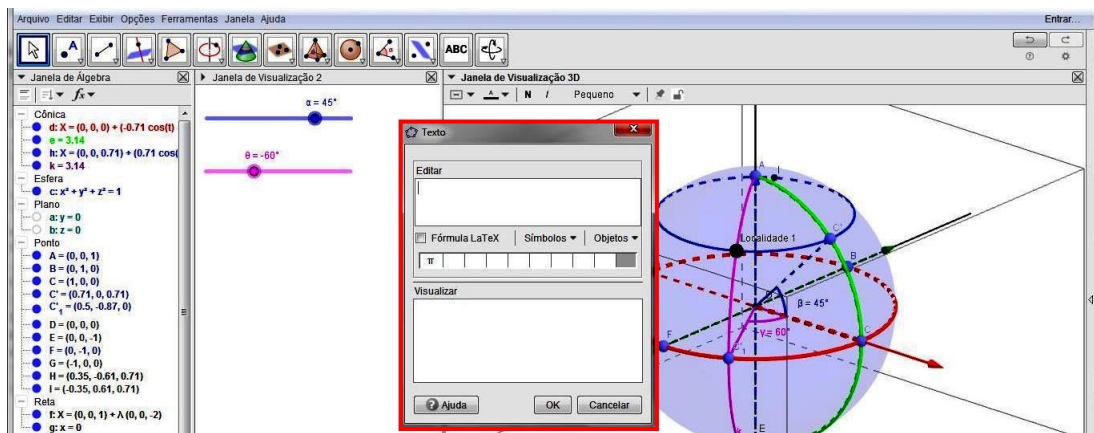 Arquivo Editar Exibir Opções Ferramentas Janela Ajuda
Entrar...
ABC
Janela de Álgebra
Janela de Visualização 2
Janela de Visualização 3D
fx
N I Pequeno
Cônica
d: X = (0, 0, 0) + (-0.71 cos(t)
e = 3.14
h: X = (0, 0, 0.71) + (0.71 cos(
k = 3.14
Esfera
c: x² + y² + z² = 1
Plano
a: y = 0
b: z = 0
Ponto
A = (0, 0, 1)
B = (0, 1, 0)
C = (1, 0, 0)
C' = (0.71, 0, 0.71)
C'₁ = (0.5, -0.87, 0)
D = (0, 0, 0)
E = (0, 0, -1)
F = (0, -1, 0)
G = (-1, 0, 0)
H = (0.35, -0.61, 0.71)
I = (-0.35, 0.61, 0.71)
Reta
f: X = (0, 0, 1) + λ (0, 0, -2)
g: x = 0
α = 45°
θ = -60°
Texto
Editar
Fórmula LaTeX
Símbolos
Objetos
π
Visualizar
Ajuda
OK
Cancelar
A
I
C'
Localidade 1
B
β = 45°
F
γ = 60°
C
C'₁
k
E